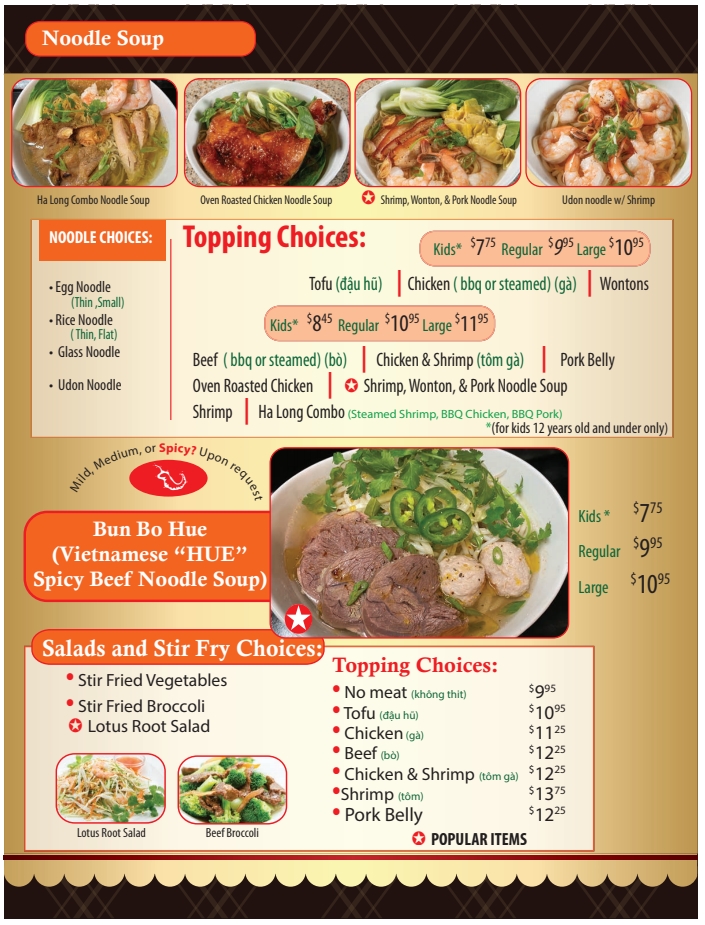 Noodle Soup
Ha Long Combo Noodle Soup
Oven Roasted Chicken Noodle Soup
Shrimp, Wonton, & Pork Noodle Soup
Udon noodle w/ Shrimp
NOODLE CHOICES:
• Egg Noodle
(Thin ,Small)
• Rice Noodle
( Thin, Flat)
• Glass Noodle
• Udon Noodle
Topping Choices:
Kids* $7.75 Regular $9.95 Large $10.95
Tofu (đậu hũ) | Chicken ( bbq or steamed) (gà) | Wontons
Kids* $8.45 Regular $10.95 Large $11.95
Beef ( bbq or steamed) (bò) | Chicken & Shrimp (tôm gà) | Pork Belly
Oven Roasted Chicken | Shrimp, Wonton, & Pork Noodle Soup
Shrimp | Ha Long Combo (Steamed Shrimp, BBQ Chicken, BBQ Pork)
*(for kids 12 years old and under only)
Mild, Medium, or Spicy? Upon request
Bun Bo Hue
(Vietnamese “HUE”
Spicy Beef Noodle Soup)
Kids * $7.75
Regular $9.95
Large $10.95
Salads and Stir Fry Choices:
• Stir Fried Vegetables
• Stir Fried Broccoli
Lotus Root Salad
Lotus Root Salad
Beef Broccoli
Topping Choices:
• No meat (không thit) $9.95
• Tofu (đậu hũ) $10.95
• Chicken (gà) $11.25
• Beef (bò) $12.25
• Chicken & Shrimp (tôm gà) $12.25
•Shrimp (tôm) $13.75
• Pork Belly $12.25
POPULAR ITEMS